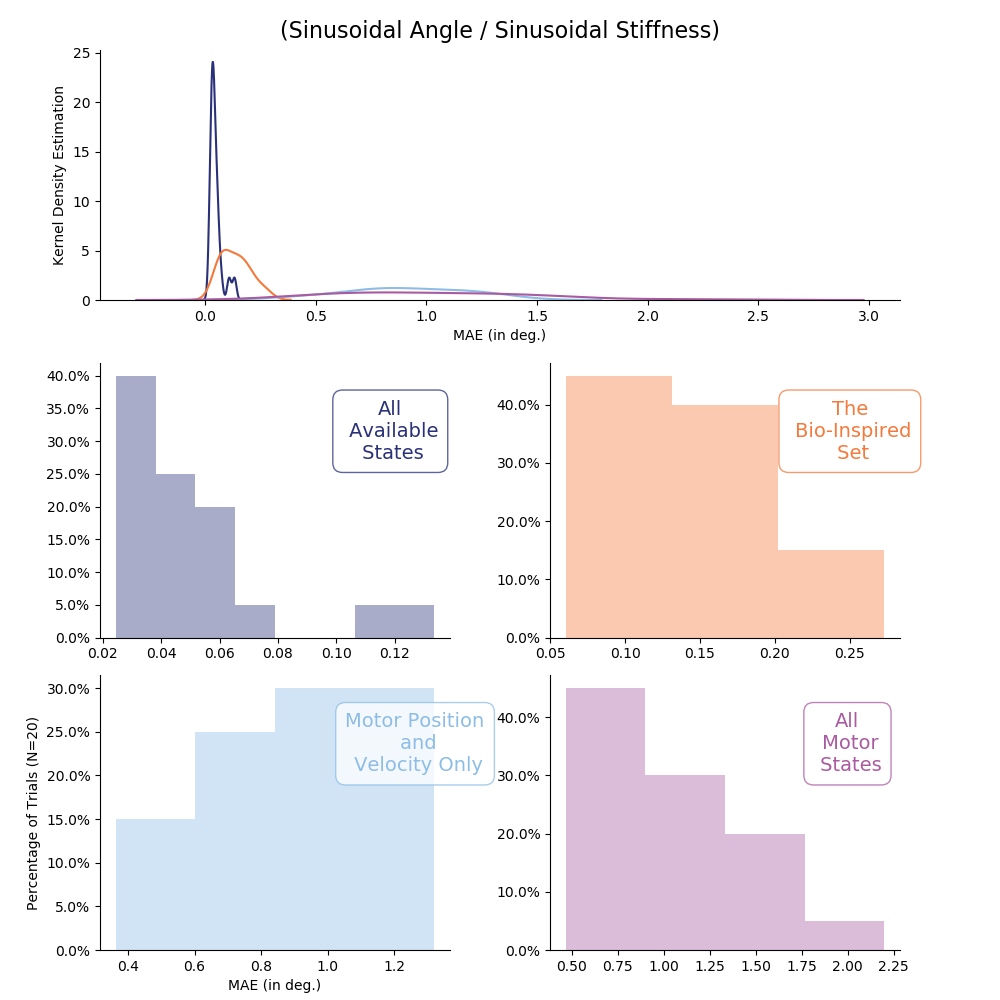 (Sinusoidal Angle / Sinusoidal Stiffness)
25
20
15
10
5
0
Kernel Density Estimation
0.0 0.5 1.0 1.5 2.0 2.5 3.0
MAE (in deg.)
40.0%
35.0%
30.0%
25.0%
20.0%
15.0%
10.0%
5.0%
0.0%
All
Available
States
0.02 0.04 0.06 0.08 0.10 0.12
40.0%
30.0%
20.0%
10.0%
0.0%
The
Bio-Inspired
Set
0.05 0.10 0.15 0.20 0.25
30.0%
25.0%
20.0%
15.0%
10.0%
5.0%
0.0%
Percentage of Trials (N=20)
Motor Position
and
Velocity Only
0.4 0.6 0.8 1.0 1.2
MAE (in deg.)
40.0%
30.0%
20.0%
10.0%
0.0%
All
Motor
States
0.50 0.75 1.00 1.25 1.50 1.75 2.00 2.25